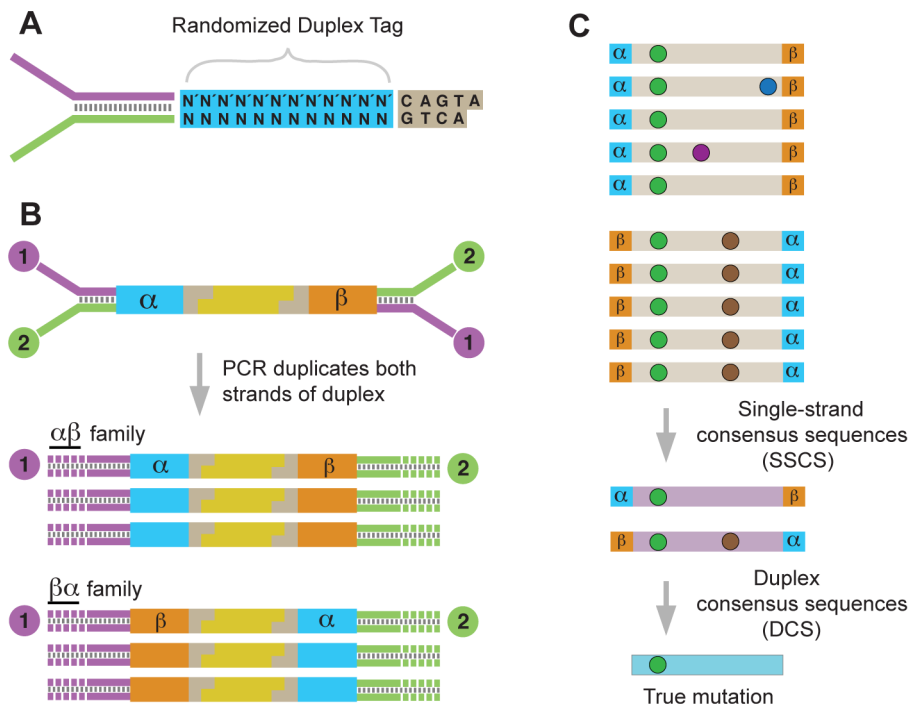 A
Randomized Duplex Tag
N´N´N´N´N´N´N´N´N´N´N´N´ CAGTA
NNNNNNNNNNNN GTCA
B
1 2
α β
2 1
PCR duplicates both
strands of duplex
αβ family
1 α β 2
βα family
1 β α 2
C
α β
α β
α β
α β
α β
β α
β α
β α
β α
β α
Single-strand
consensus sequences
(SSCS)
α β
β α
Duplex
consensus sequences
(DCS)
True mutation